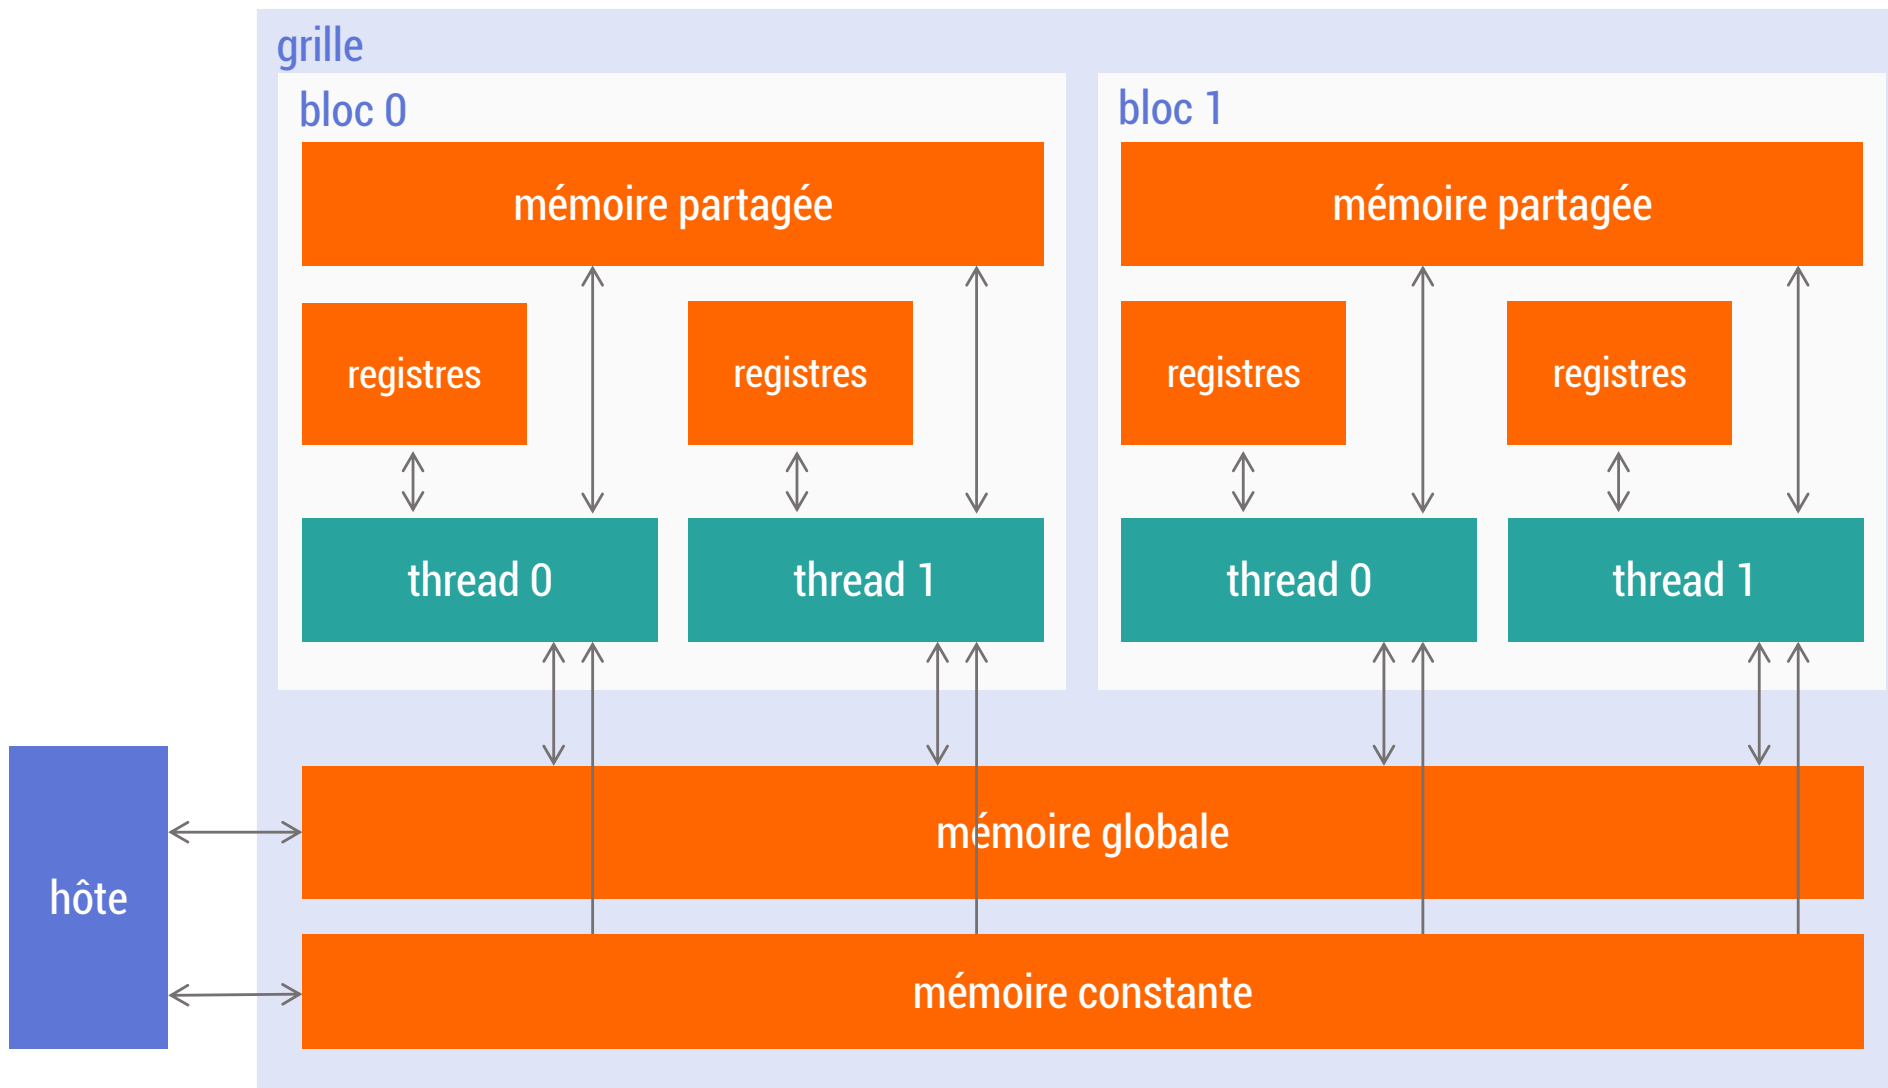 grille
bloc 0
mémoire partagée
registres
registres
thread 0
thread 1
bloc 1
mémoire partagée
registres
registres
thread 0
thread 1
hôte
mémoire globale
mémoire constante